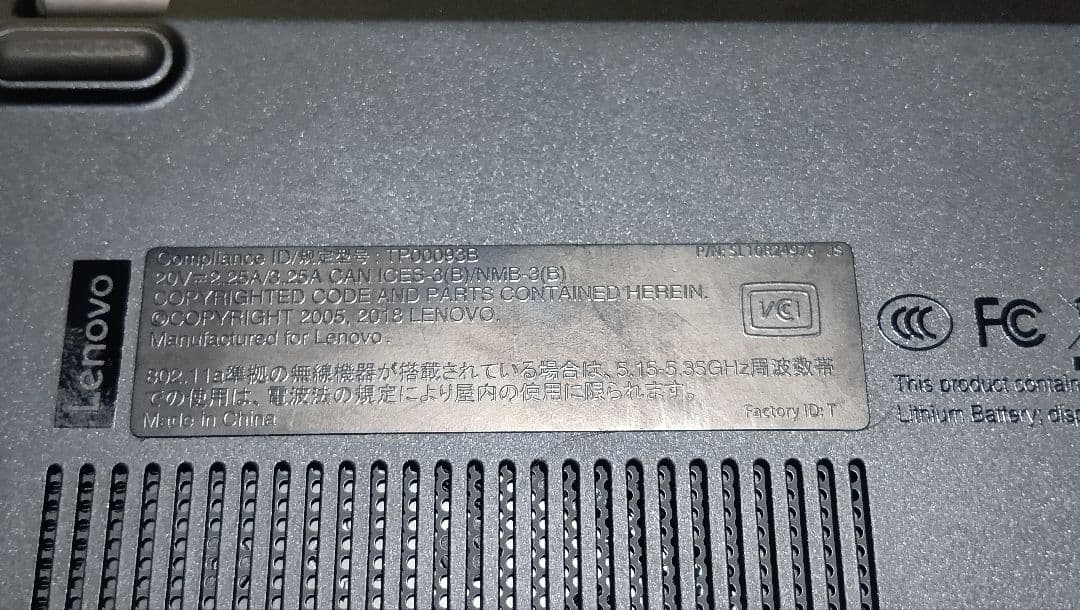 Lenovo
Compliance ID/规定型号 : TP00093B
P/N: SL10R24976 JS
20V⎓2.25A/3.25A CAN ICES-3(B)/NMB-3(B)
COPYRIGHTED CODE AND PARTS CONTAINED HEREIN.
©COPYRIGHT 2005, 2018 LENOVO.
Manufactured for Lenovo.
VCI
802.11a準拠の無線機器が搭載されている場合は、5.15-5.35GHz周波数帯
での使用は、電波法の規定により屋内の使用に限られます。
Made in China
Factory ID: T
CCC
FC
This product contain
Lithium Battery; disp